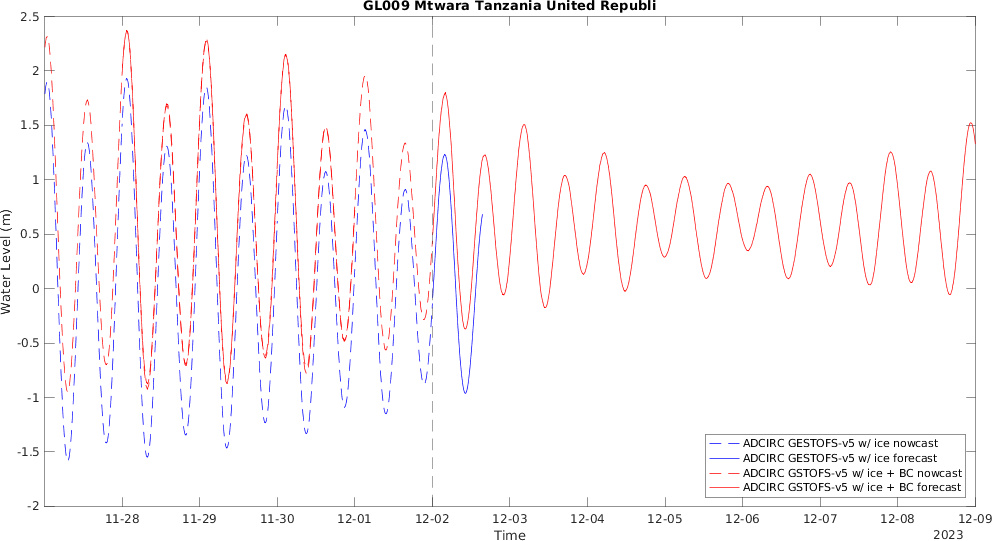 GL009 Mtwara Tanzania United Republi
2.5
2
1.5
1
0.5
0
-0.5
-1
-1.5
-2
Water Level (m)
ADCIRC GESTOFS-v5 w/ ice nowcast
ADCIRC GESTOFS-v5 w/ ice forecast
ADCIRC GSTOFS-v5 w/ ice + BC nowcast
ADCIRC GSTOFS-v5 w/ ice + BC forecast
11-28 11-29 11-30 12-01 12-02 12-03 12-04 12-05 12-06 12-07 12-08 12-09
Time
2023